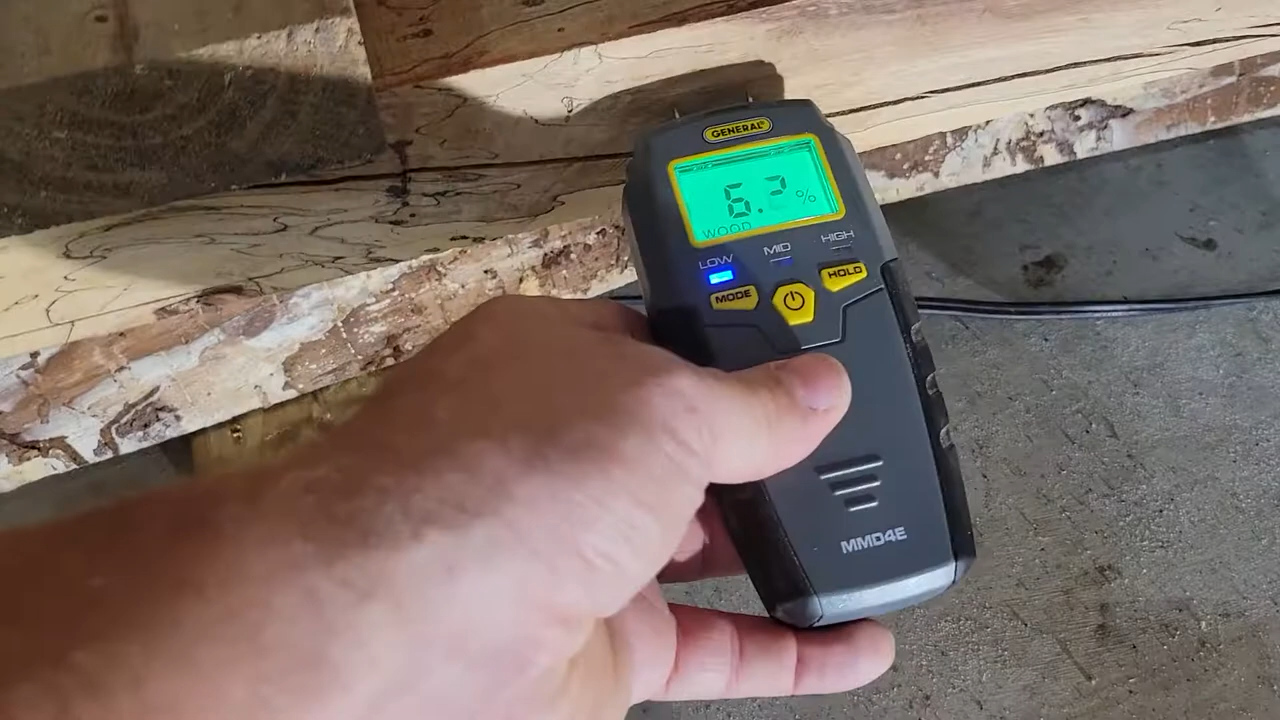 GENERAL®
6.2 %
WOOD
LOW MID HIGH
MODE HOLD
MMD4E